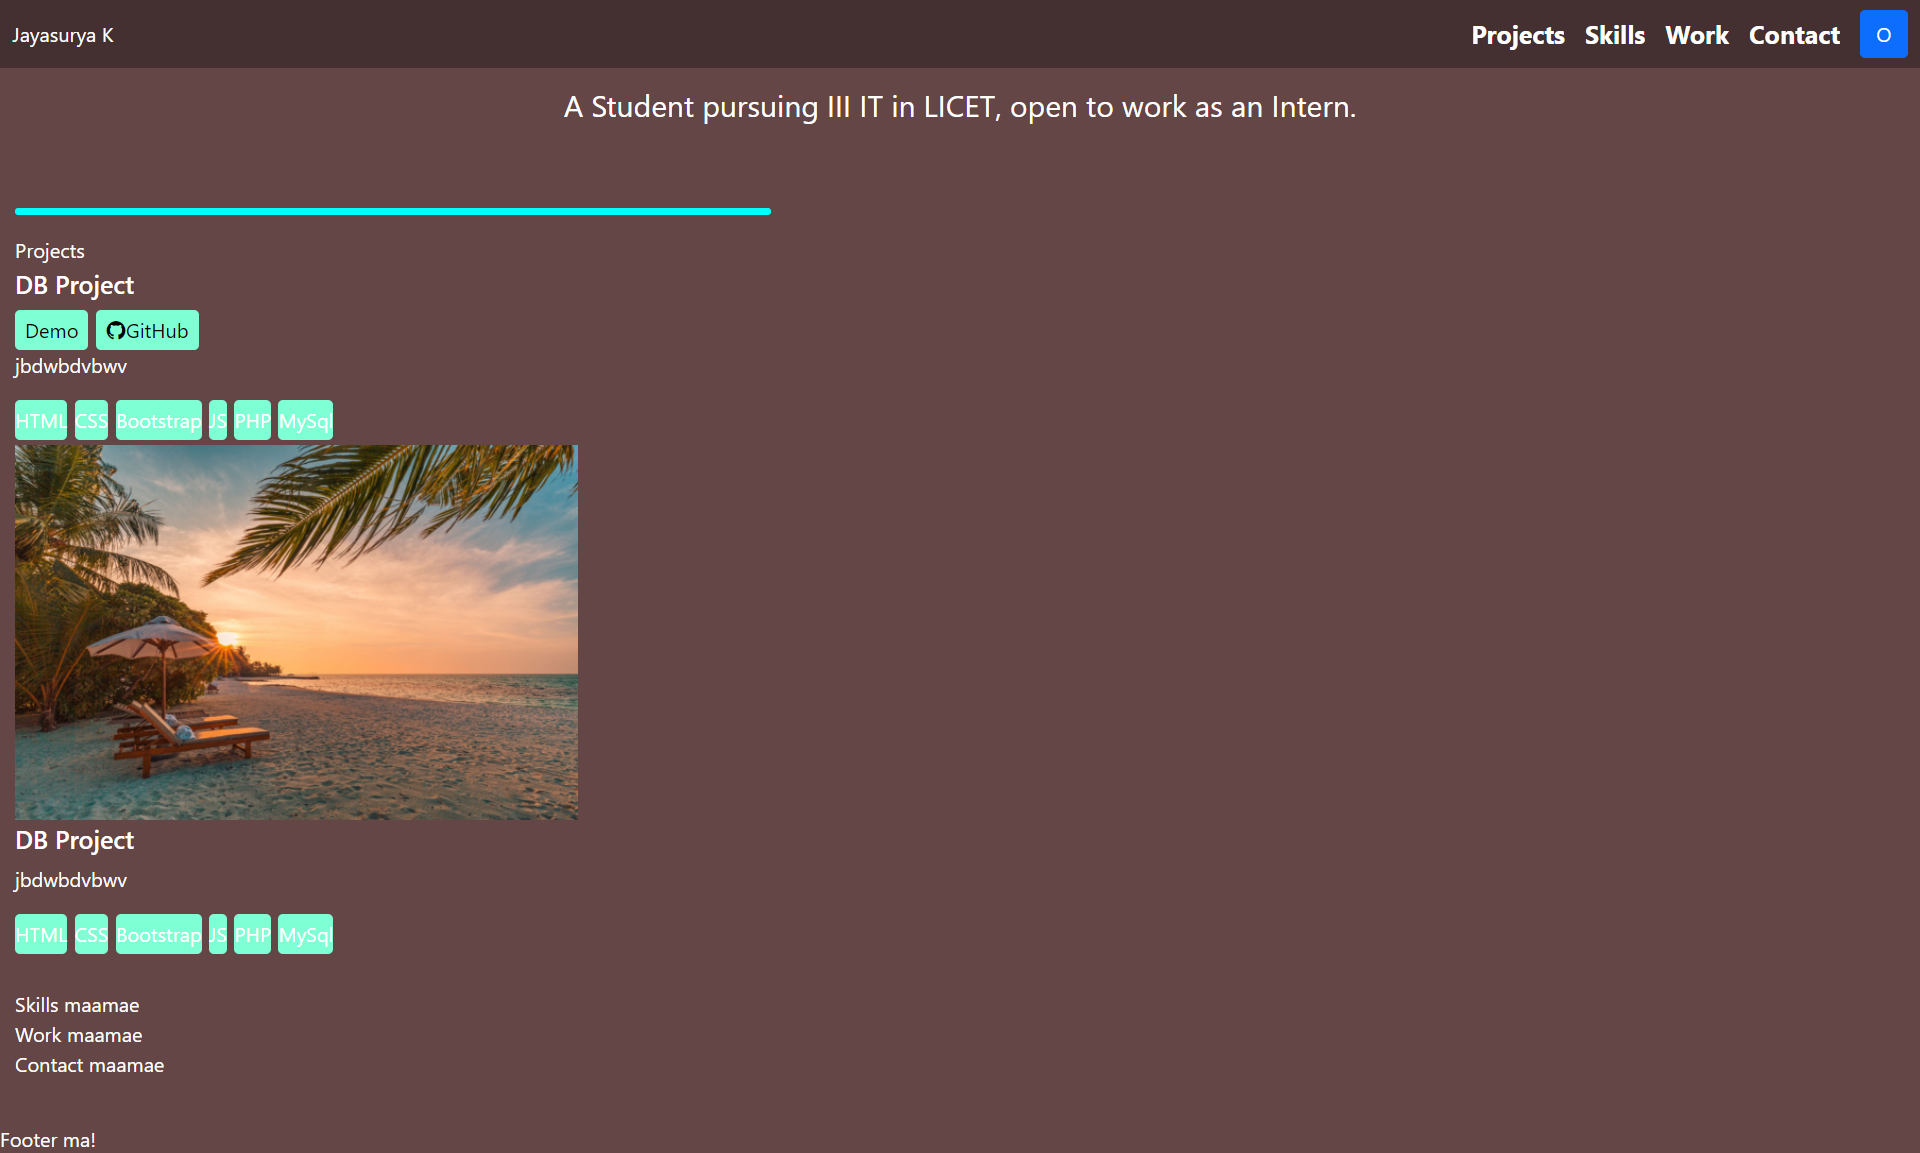 Jayasurya K Projects Skills Work Contact O
A Student pursuing III IT in LICET, open to work as an Intern.
Projects
DB Project
Demo GitHub
jbdwbdvbwv
HTML CSS Bootstrap JS PHP MySql
DB Project
jbdwbdvbwv
HTML CSS Bootstrap JS PHP MySql
Skills maamae
Work maamae
Contact maamae
Footer ma!